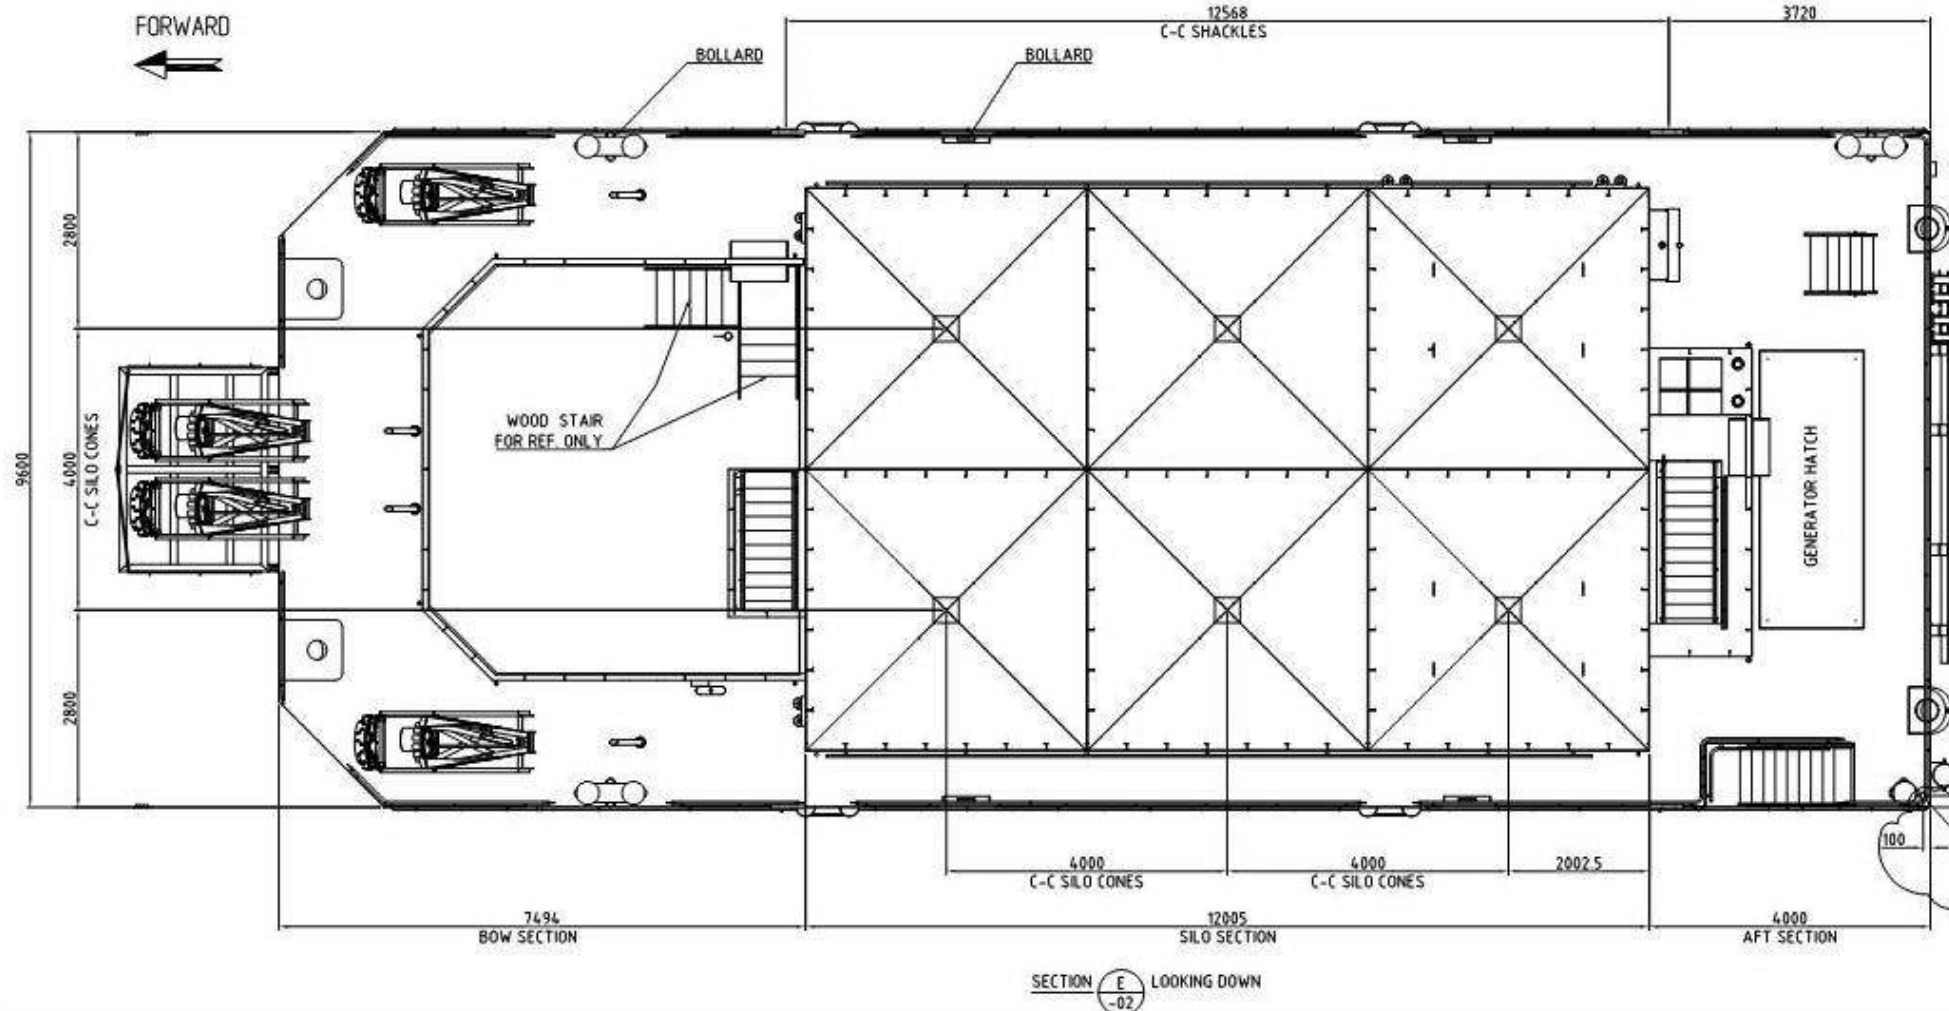 FORWARD
12568
C-C SHACKLES
3720
BOLLARD
BOLLARD
2800
9600
4000
C-C SILO CONES
2800
WOOD STAIR
FOR REF. ONLY
GENERATOR HATCH
4000
C-C SILO CONES
4000
C-C SILO CONES
2002.5
100
7494
BOW SECTION
12005
SILO SECTION
4000
AFT SECTION
SECTION E LOOKING DOWN
-02